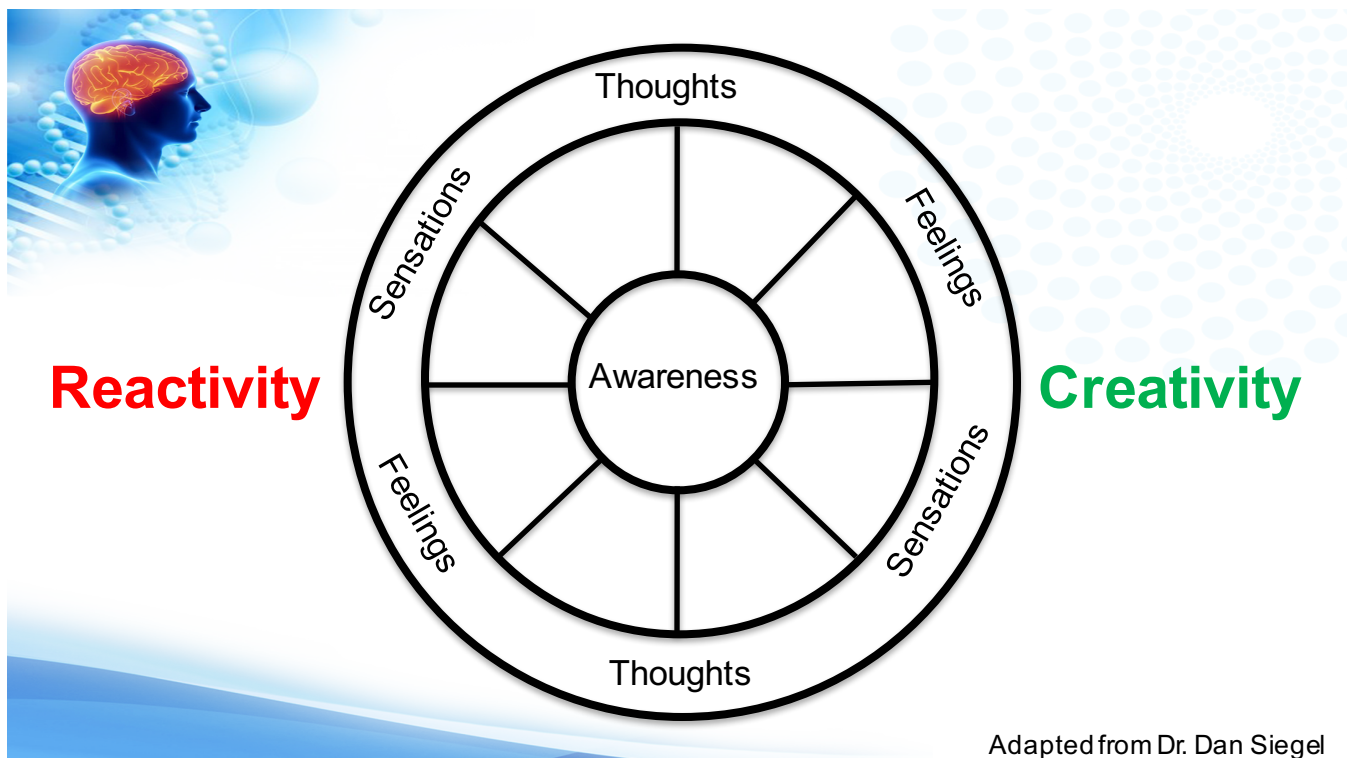 Thoughts
Sensations
Feelings
Reactivity
Awareness
Creativity
Feelings
Sensations
Thoughts
Adapted from Dr. Dan Siegel